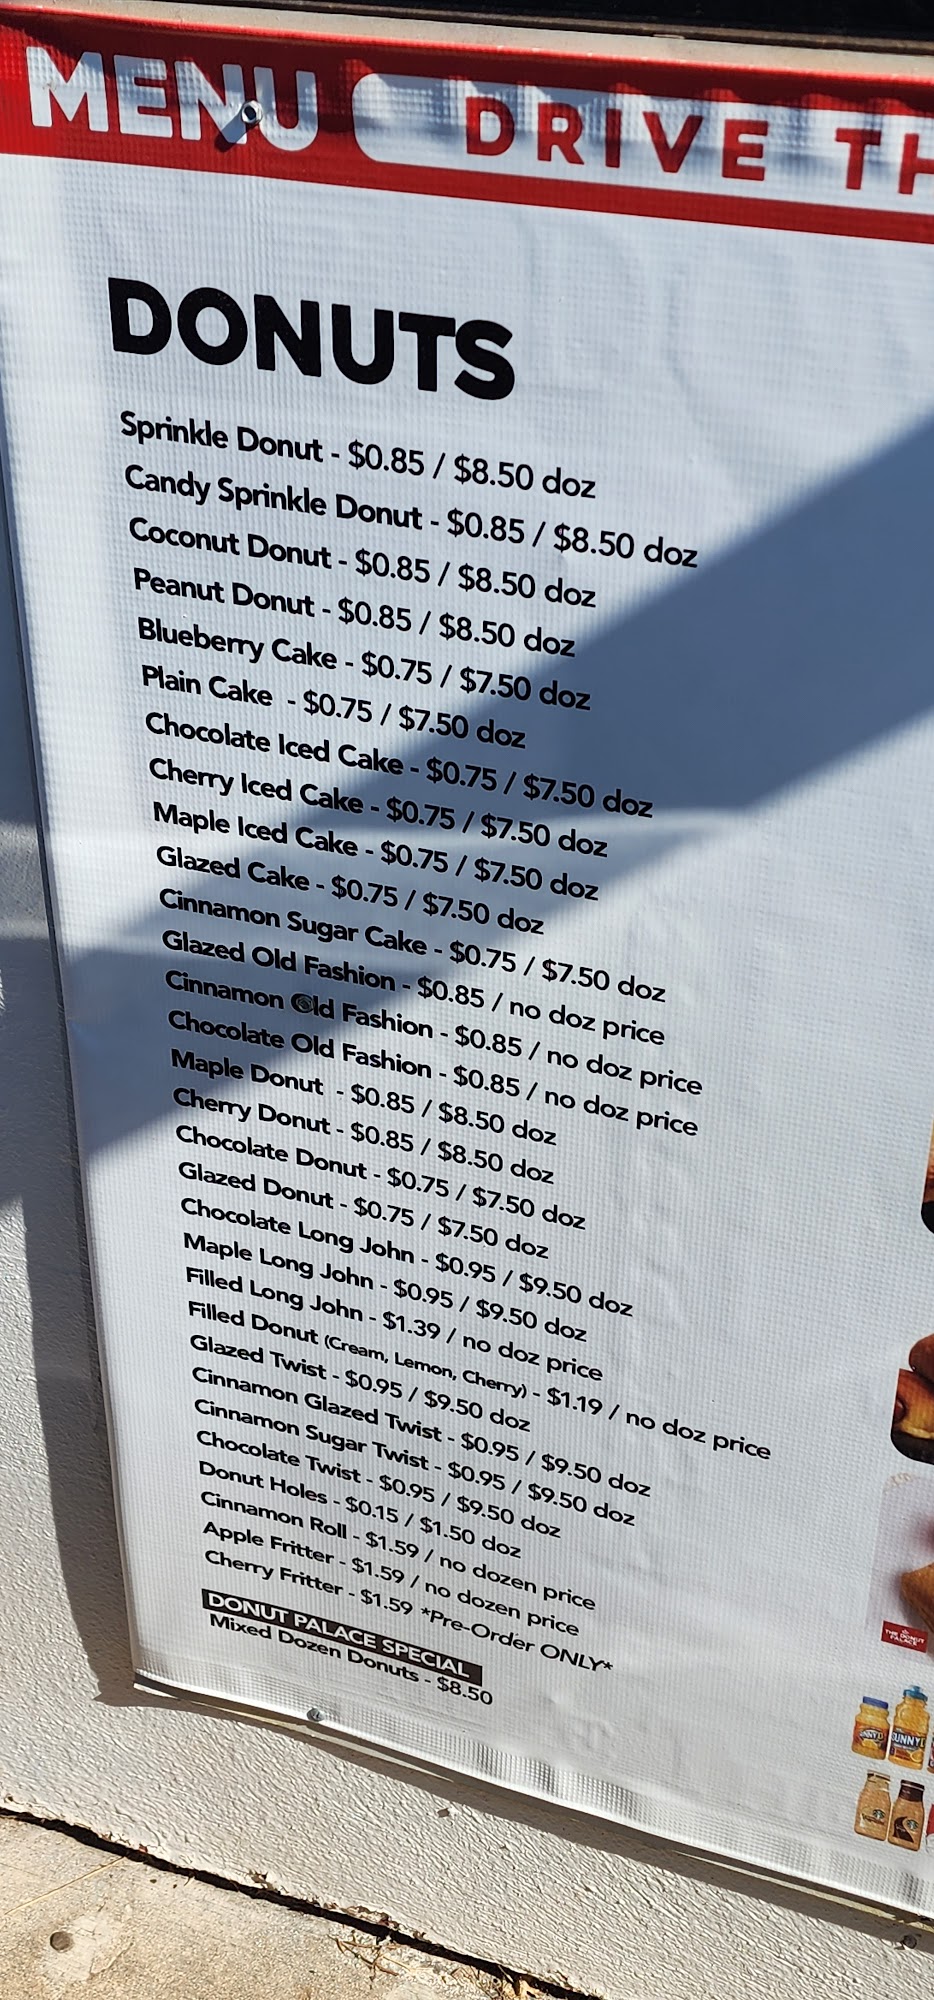 MENU DRIVE TH
DONUTS
Sprinkle Donut - $0.85 / $8.50 doz
Candy Sprinkle Donut - $0.85 / $8.50 doz
Coconut Donut - $0.85 / $8.50 doz
Peanut Donut - $0.85 / $8.50 doz
Blueberry Cake - $0.75 / $7.50 doz
Plain Cake - $0.75 / $7.50 doz
Chocolate Iced Cake - $0.75 / $7.50 doz
Cherry Iced Cake - $0.75 / $7.50 doz
Maple Iced Cake - $0.75 / $7.50 doz
Glazed Cake - $0.75 / $7.50 doz
Cinnamon Sugar Cake - $0.75 / $7.50 doz
Glazed Old Fashion - $0.85 / no doz price
Cinnamon Old Fashion - $0.85 / no doz price
Chocolate Old Fashion - $0.85 / no doz price
Maple Donut - $0.85 / $8.50 doz
Cherry Donut - $0.85 / $8.50 doz
Chocolate Donut - $0.75 / $7.50 doz
Glazed Donut - $0.75 / $7.50 doz
Chocolate Long John - $0.95 / $9.50 doz
Maple Long John - $0.95 / $9.50 doz
Filled Long John - $1.39 / no doz price
Filled Donut (Cream, Lemon, Cherry) - $1.19 / no doz price
Glazed Twist - $0.95 / $9.50 doz
Cinnamon Glazed Twist - $0.95 / $9.50 doz
Cinnamon Sugar Twist - $0.95 / $9.50 doz
Chocolate Twist - $0.95 / $9.50 doz
Donut Holes - $0.15 / $1.50 doz
Cinnamon Roll - $1.59 / no dozen price
Apple Fritter - $1.59 / no dozen price
Cherry Fritter - $1.59 *Pre-Order ONLY*
DONUT PALACE SPECIAL
Mixed Dozen Donuts - $8.50
THE DONUT
PALACE
SUNNYD